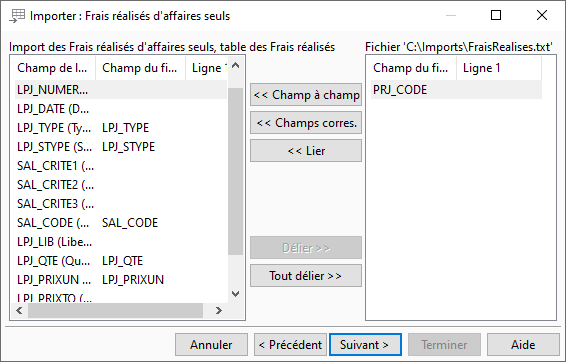 Importer : Frais réalisés d'affaires seuls
Import des Frais réalisés d'affaires seuls, table des Frais réalisés
Fichier 'C:\Imports\FraisRealises.txt'
Champ de l... Champ du fi... Ligne 1
LPJ_NUMER...
LPJ_DATE (D...
LPJ_TYPE (Ty... LPJ_TYPE
LPJ_STYPE (S... LPJ_STYPE
SAL_CRITE1 (...
SAL_CRITE2 (...
SAL_CRITE3 (...
SAL_CODE (... SAL_CODE
LPJ_LIB (Libe...
LPJ_QTE (Qu... LPJ_QTE
LPJ_PRIXUN ... LPJ_PRIXUN
LPJ_PRIXTO (...
<< Champ à champ
<< Champs corres.
<< Lier
Délier >>
Tout délier >>
Champ du fi... Ligne 1
PRJ_CODE
Annuler < Précédent Suivant > Terminer Aide